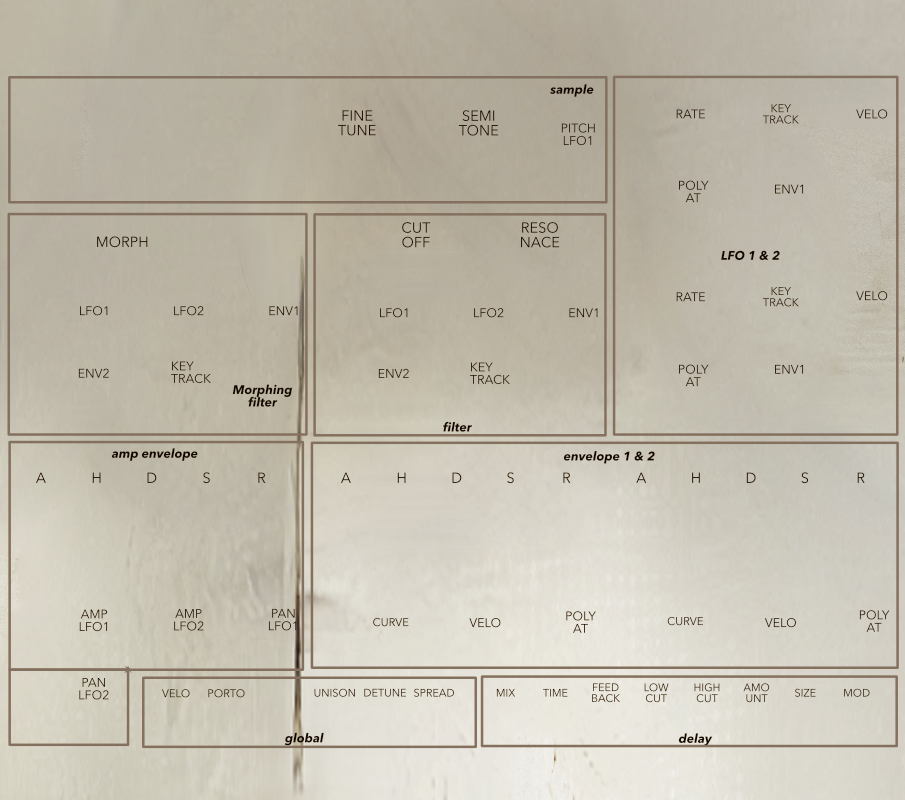 sample
FINE
TUNE
SEMI
TONE
PITCH
LFO1
RATE
KEY
TRACK
VELO
POLY
AT
ENV1
LFO 1 & 2
RATE
KEY
TRACK
VELO
POLY
AT
ENV1
MORPH
LFO1
LFO2
ENV1
ENV2
KEY
TRACK
Morphing
filter
CUT
OFF
RESO
NACE
LFO1
LFO2
ENV1
ENV2
KEY
TRACK
filter
amp envelope
A H D S R
AMP
LFO1
AMP
LFO2
PAN
LFO1
PAN
LFO2
envelope 1 & 2
A H D S R A H D S R
CURVE
VELO
POLY
AT
CURVE
VELO
POLY
AT
VELO PORTO UNISON DETUNE SPREAD
global
MIX
TIME
FEED
BACK
LOW
CUT
HIGH
CUT
AMO
UNT
SIZE
MOD
delay